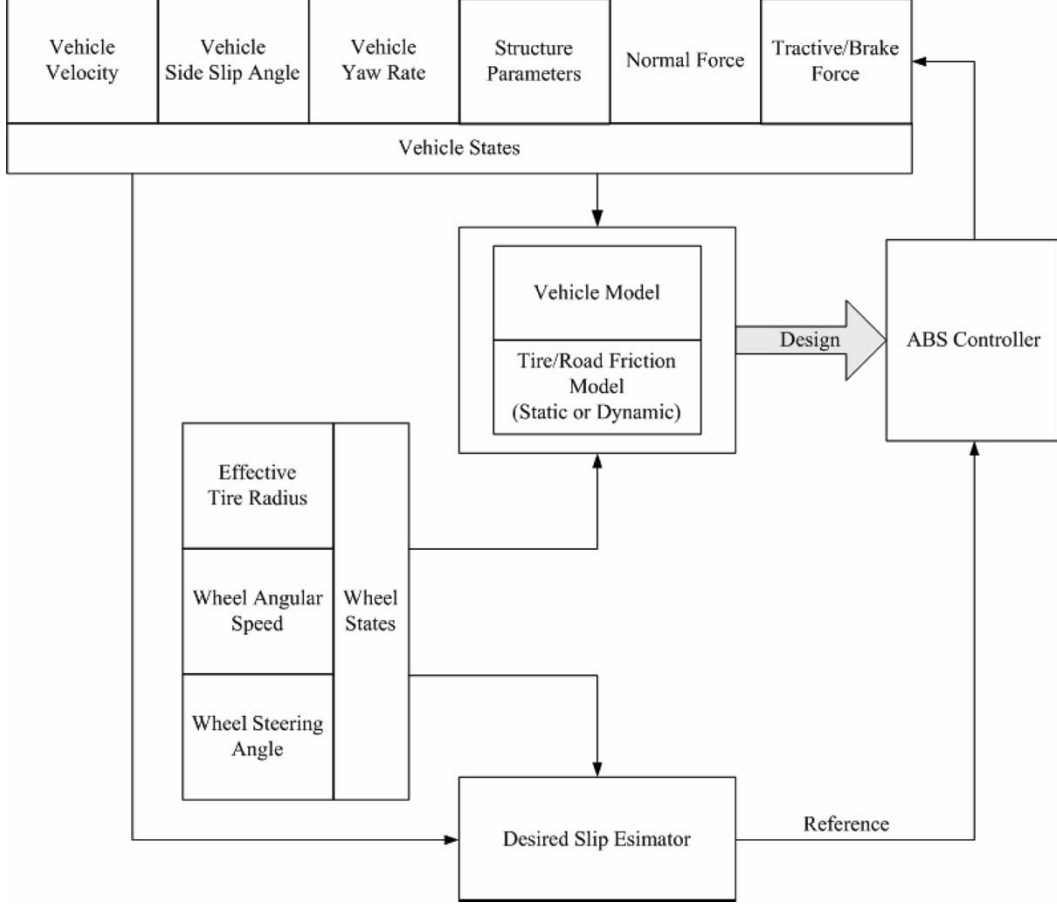 Vehicle
Velocity
Vehicle
Side Slip Angle
Vehicle
Yaw Rate
Structure
Parameters
Normal Force
Tractive/Brake
Force
Vehicle States
Vehicle Model
Tire/Road Friction
Model
(Static or Dynamic)
Design
ABS Controller
Effective
Tire Radius
Wheel Angular
Speed
Wheel Steering
Angle
Wheel
States
Desired Slip Esimator
Reference